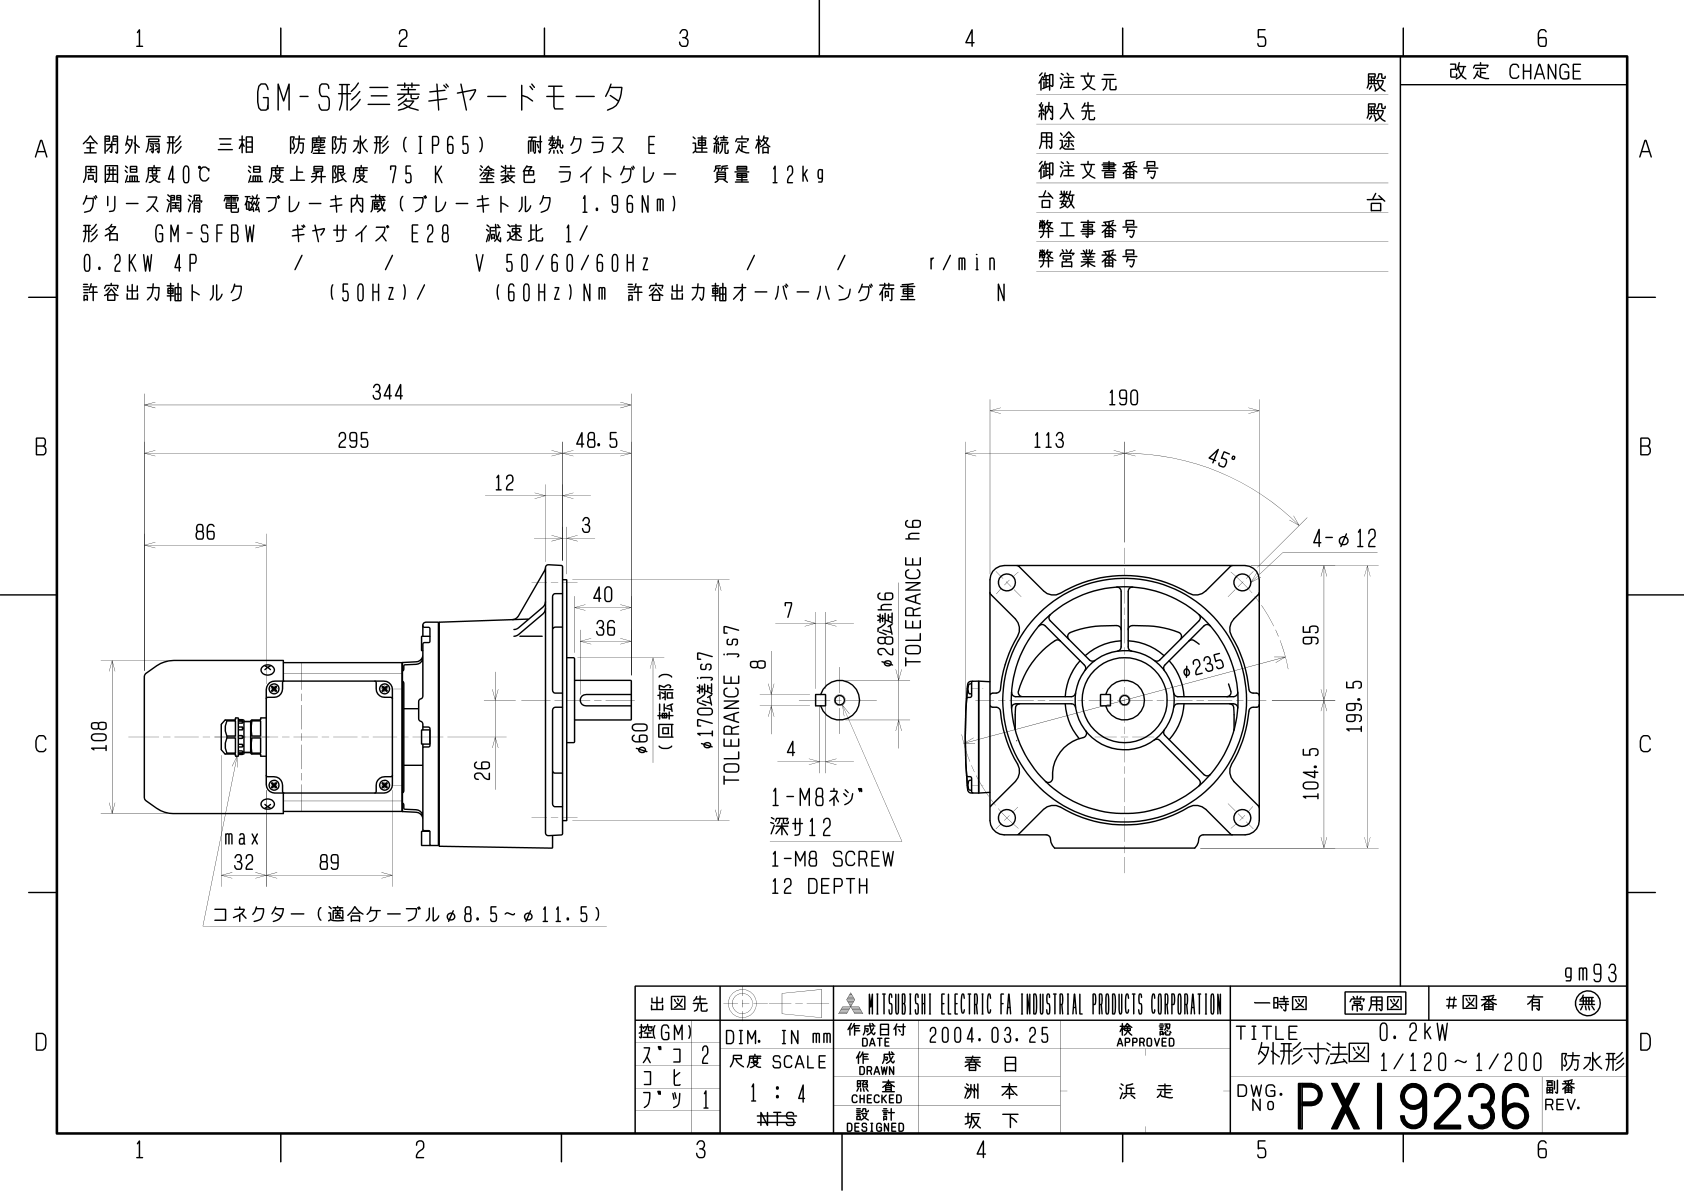 1 2 3 4 5 6
改定 CHANGE
GM-S形三菱ギヤードモータ
全閉外扇形 三相 防塵防水形(IP65) 耐熱クラス E 連続定格
周囲温度40℃ 温度上昇限度 75 K 塗装色 ライトグレー 質量 12kg
グリース潤滑 電磁ブレーキ内蔵(ブレーキトルク 1.96Nm)
形名 GM-SFBW ギヤサイズ E28 減速比 1/
0.2KW 4P / / V 50/60/60Hz / / r/min
許容出力軸トルク (50Hz)/ (60Hz)Nm 許容出力軸オーバーハング荷重 N
御注文元 殿
納入先 殿
用途
御注文書番号
台数 台
弊工事番号
弊営業番号
A A
B B
C C
D D
344
295
48.5
12
3
86
40
36
108
26
max
32
89
φ60
(回転部)
φ170公差js7
TOLERANCE js7
コネクター(適合ケーブルφ8.5~φ11.5)
7
8
4
φ28公差h6
TOLERANCE h6
1-M8ネジ
深サ12
1-M8 SCREW
12 DEPTH
190
113
45°
4-φ12
φ235
95
104.5
199.5
gm93
出図先
控(GM)
ズコ 2
コヒ
ブツ 1
DIM. IN mm
尺度 SCALE
1 : 4
NTS
MITSUBISHI ELECTRIC FA INDUSTRIAL PRODUCTS CORPORATION
作成日付
DATE
2004.03.25
検 認
APPROVED
作 成
DRAWN
春 日
照 査
CHECKED
洲 本
浜 走
設 計
DESIGNED
坂 下
一時図 常用図 #図番 有 無
TITLE
外形寸法図
0.2kW
1/120~1/200 防水形
DWG.
No
PX19236
副番
REV.
1 2 3 4 5 6